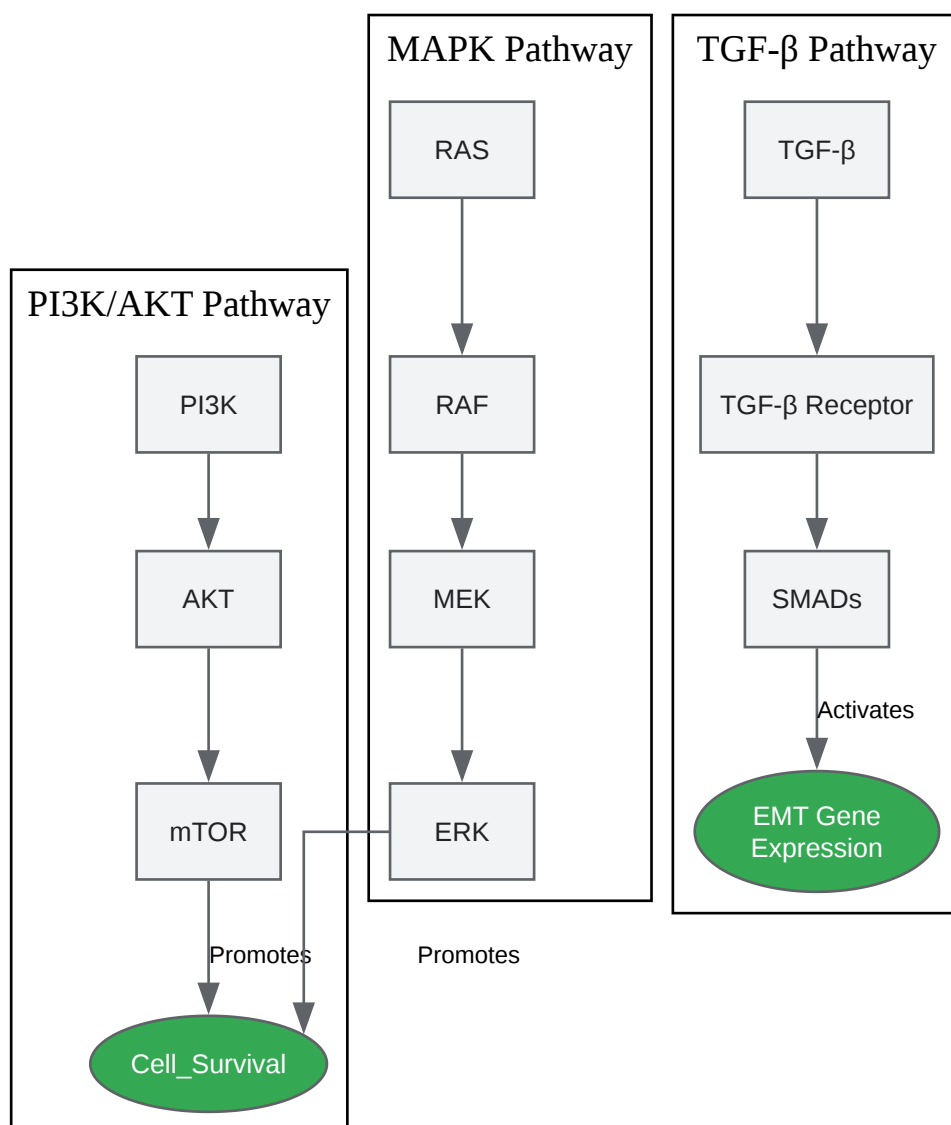 MAPK Pathway
TGF-β Pathway
RAS
TGF-β
PI3K/AKT Pathway
PI3K
RAF
TGF-β Receptor
AKT
MEK
SMADs
Activates
mTOR
ERK
EMT Gene
Expression
Promotes
Promotes
Cell_Survival